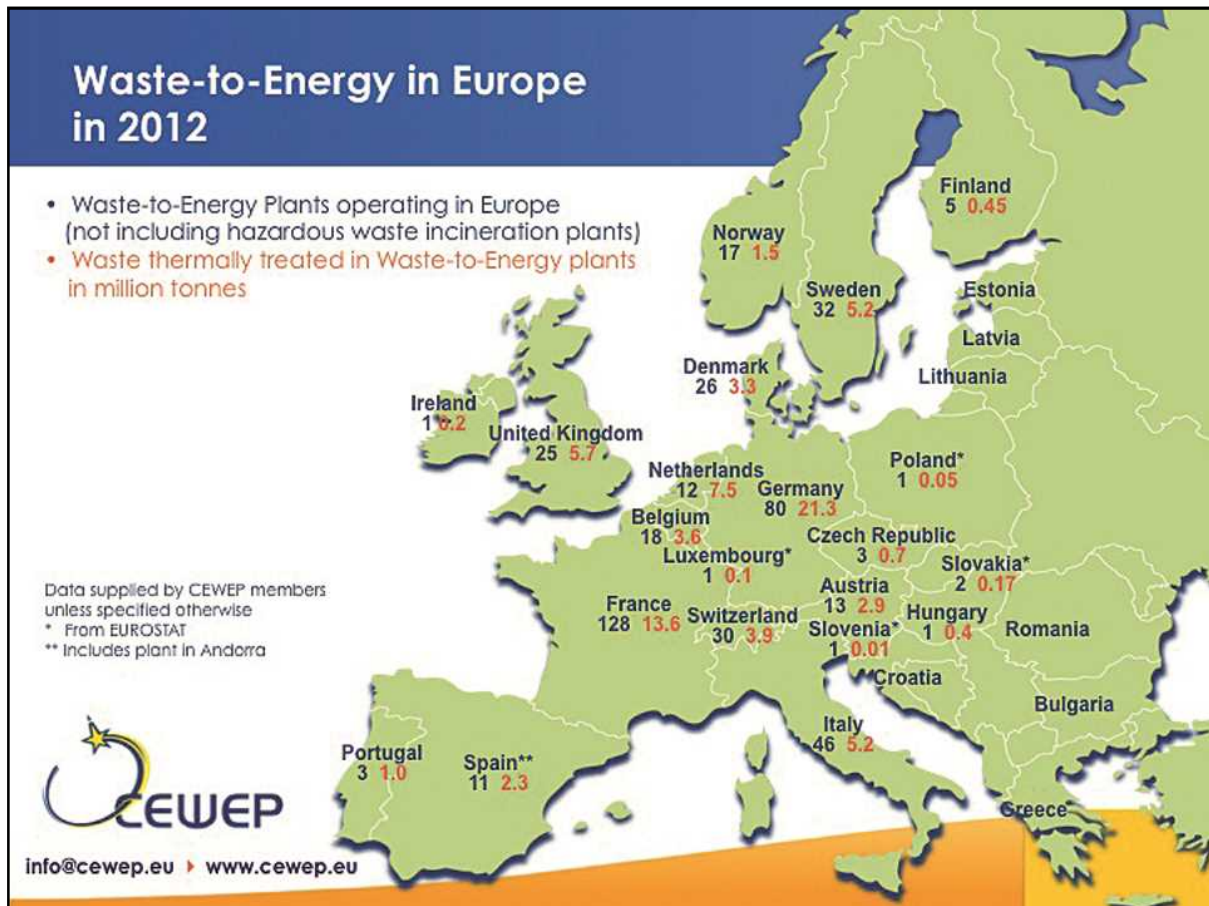 Waste-to-Energy in Europe
in 2012
• Waste-to-Energy Plants operating in Europe
(not including hazardous waste incineration plants)
• Waste thermally treated in Waste-to-Energy plants
in million tonnes
Finland
5 0.45
Norway
17 1.5
Sweden
32 5.2
Estonia
Latvia
Lithuania
Denmark
26 3.3
Ireland
1 0.2
United Kingdom
25 5.7
Netherlands
12 7.5
Germany
80 21.3
Poland*
1 0.05
Belgium
18 3.6
Luxembourg*
1 0.1
Czech Republic
3 0.7
Slovakia*
2 0.17
Austria
13 2.9
Hungary
1 0.4
France
128 13.6
Switzerland
30 3.9
Slovenia*
1 0.01
Romania
Croatia
Bulgaria
Italy
46 5.2
Portugal
3 1.0
Spain**
11 2.3
Greece
Data supplied by CEWEP members
unless specified otherwise
* From EUROSTAT
** Includes plant in Andorra
CEWEP
info@cewep.eu ▸ www.cewep.eu